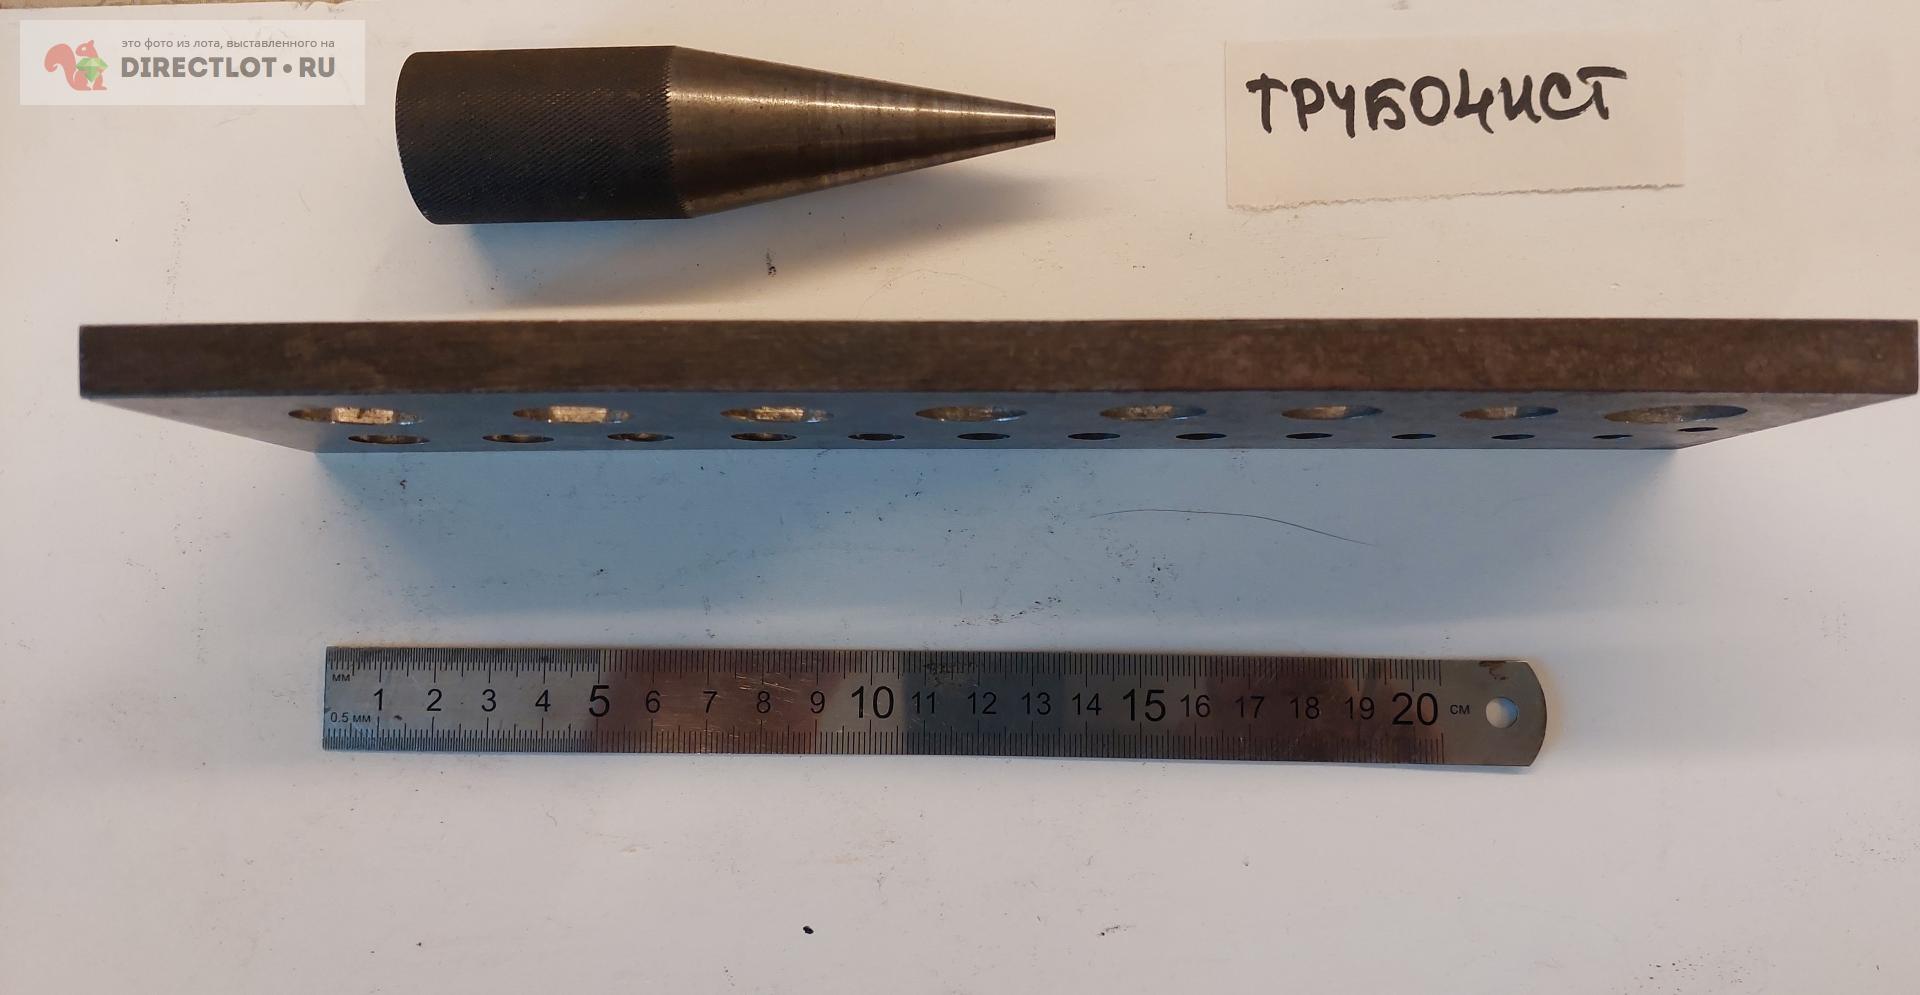 это фото из лота, выставленного на
DIRECTLOT•RU
ТРУБОЧИСТ
мм
1 2 3 4 5 6 7 8 9 10 11 12 13 14 15 16 17 18 19 20 см
0.5 мм